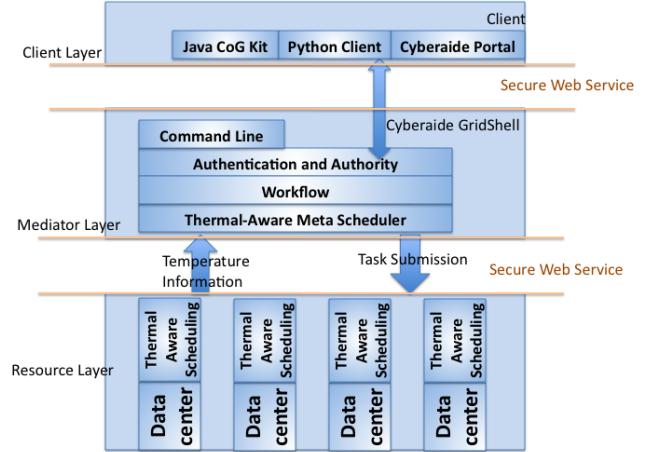 Client
Client Layer
Java CoG Kit
Python Client
Cyberaide Portal
Secure Web Service
Cyberaide GridShell
Command Line
Authentication and Authority
Workflow
Mediator Layer
Thermal-Aware Meta Scheduler
Temperature
Information
Task Submission
Secure Web Service
Resource Layer
Thermal
Aware
Scheduling
Thermal
Aware
Scheduling
Thermal
Aware
Scheduling
Thermal
Aware
Scheduling
Data
center
Data
center
Data
center
Data
center